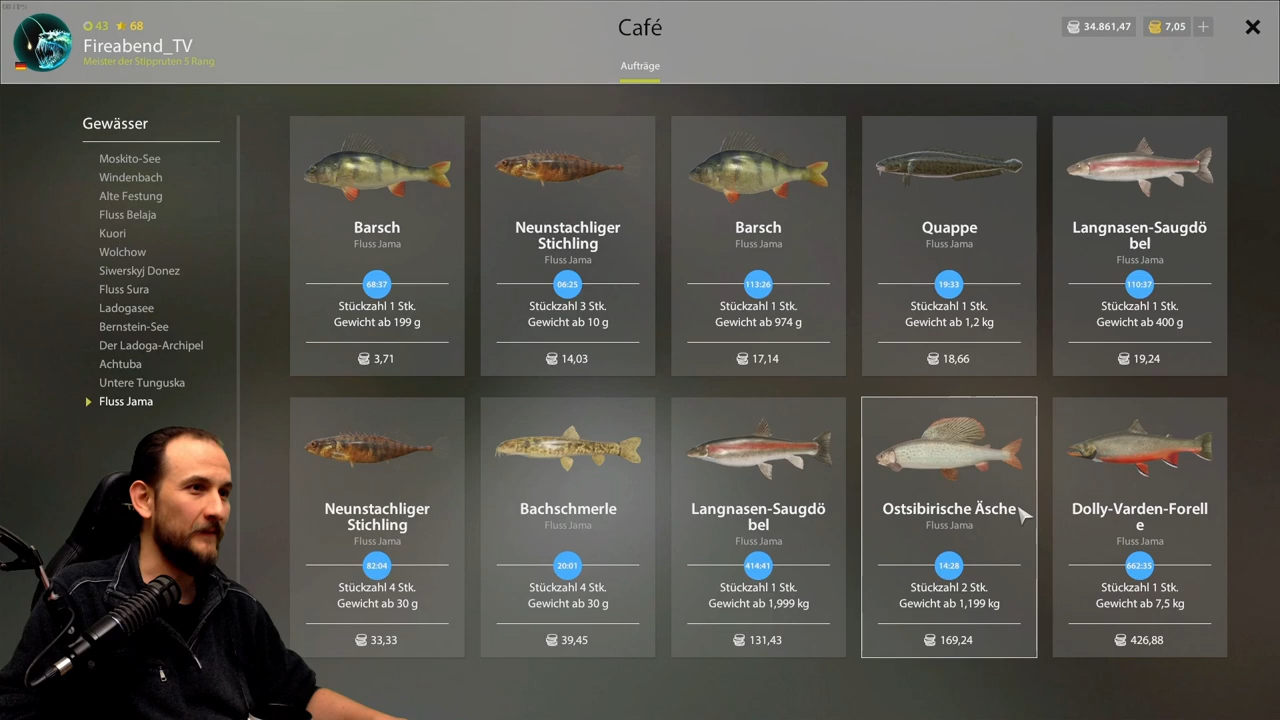 60 FPS
43 68
Fireabend_TV
Meister der Stippruten 5 Rang
Café
Aufträge
34.861,47
7,05
Gewässer
Moskito-See
Windenbach
Alte Festung
Fluss Belaja
Kuori
Wolchow
Siwerskyj Donez
Fluss Sura
Ladogasee
Bernstein-See
Der Ladoga-Archipel
Achtuba
Untere Tunguska
Fluss Jama
Barsch
Fluss Jama
68:37
Stückzahl 1 Stk.
Gewicht ab 199 g
3,71
Neunstachliger
Stichling
Fluss Jama
06:25
Stückzahl 3 Stk.
Gewicht ab 10 g
14,03
Barsch
Fluss Jama
113:26
Stückzahl 1 Stk.
Gewicht ab 974 g
17,14
Quappe
Fluss Jama
19:33
Stückzahl 1 Stk.
Gewicht ab 1,2 kg
18,66
Langnasen-Saugdö
bel
Fluss Jama
110:37
Stückzahl 1 Stk.
Gewicht ab 400 g
19,24
Neunstachliger
Stichling
Fluss Jama
82:04
Stückzahl 4 Stk.
Gewicht ab 30 g
33,33
Bachschmerle
Fluss Jama
20:01
Stückzahl 4 Stk.
Gewicht ab 30 g
39,45
Langnasen-Saugdö
bel
Fluss Jama
414:41
Stückzahl 1 Stk.
Gewicht ab 1,999 kg
131,43
Ostsibirische Äsche
Fluss Jama
14:28
Stückzahl 2 Stk.
Gewicht ab 1,199 kg
169,24
Dolly-Varden-Forell
e
Fluss Jama
662:35
Stückzahl 1 Stk.
Gewicht ab 7,5 kg
426,88